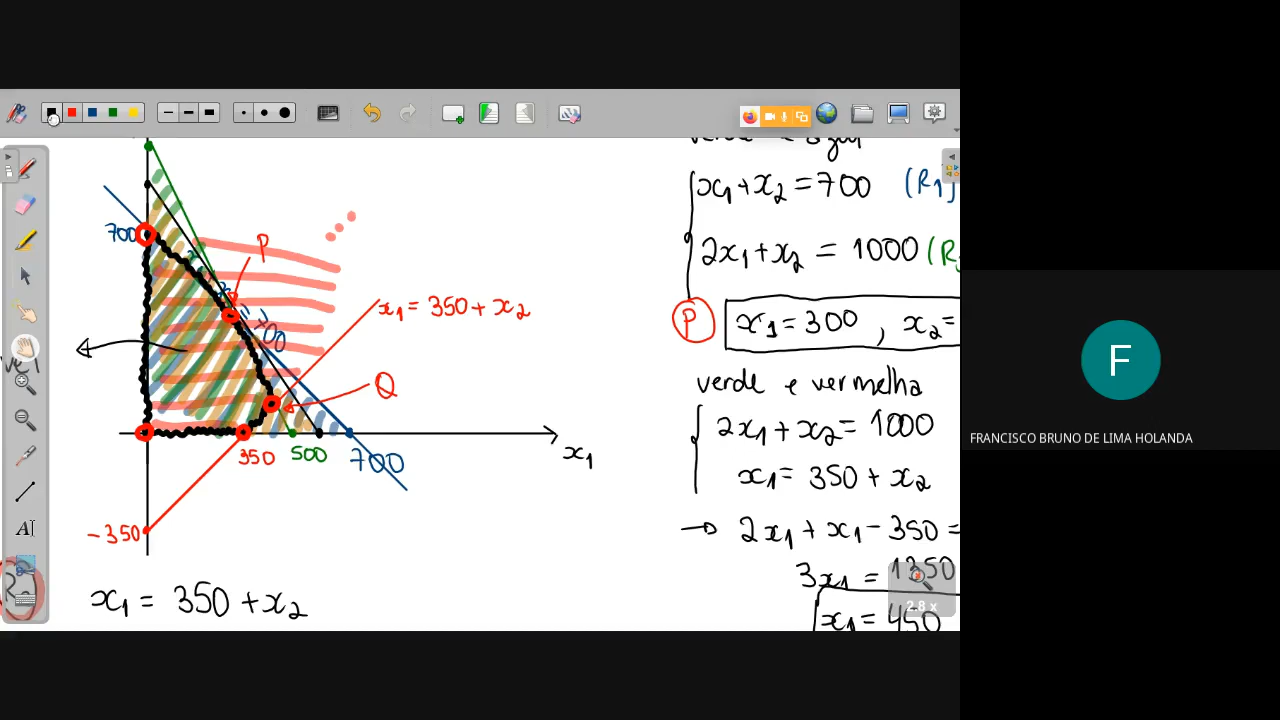 700
P
x₁ = 350 + x₂
Q
350
500
700
x₁
-350
x₁ = 350 + x₂
verde e
x₁+x₂ = 700 (R₁)
2x₁+x₂ = 1000 (R
P x₁ = 300 , x₂ =
verde e vermelha
2x₁+x₂ = 1000
x₁ = 350 + x₂
→ 2x₁ + x₁ - 350 =
3x₁ = 1350
x₁ = 450
2.8 x
A
F
FRANCISCO BRUNO DE LIMA HOLANDA